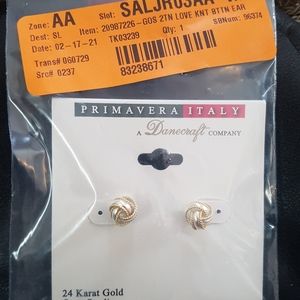 Zone: AA Slot: SALJR03AA
Dest: SL Item: 20987226-GOS 2TN LOVE KNT BTTN EAR
Date: 02-17-21 TK03239 Qty: 1 SBNum: 96374
Trans# 060729
Src# 0237 83238671
PRIMAVERA ITALY
A Danecraft COMPANY
24 Karat Gold